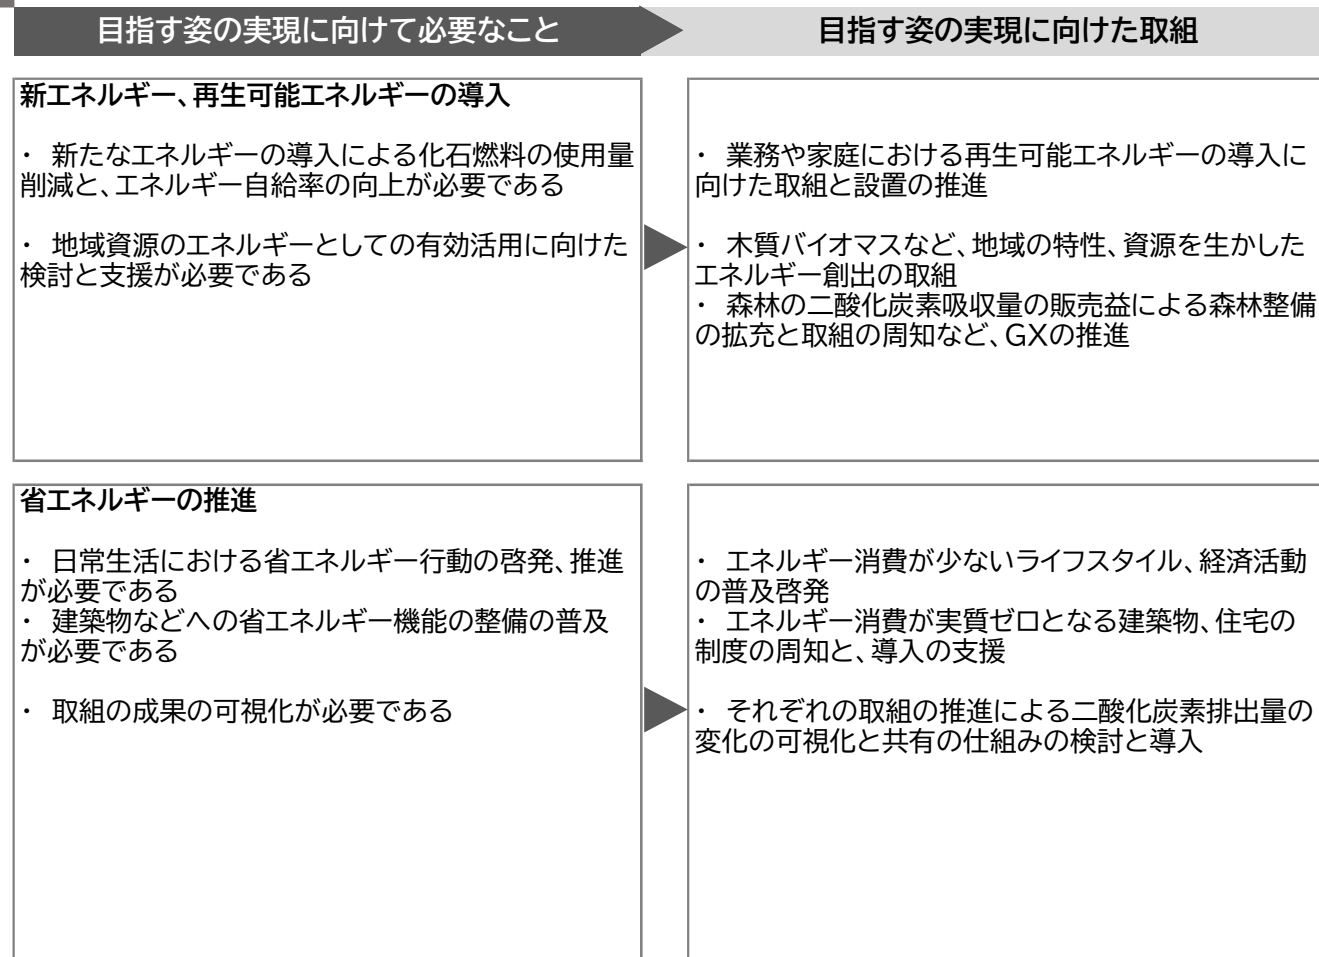 目指す姿の実現に向けて必要なこと
目指す姿の実現に向けた取組
新エネルギー、再生可能エネルギーの導入
・ 新たなエネルギーの導入による化石燃料の使用量
削減と、エネルギー自給率の向上が必要である
・ 地域資源のエネルギーとしての有効活用に向けた
検討と支援が必要である
・ 業務や家庭における再生可能エネルギーの導入に
向けた取組と設置の推進
・ 木質バイオマスなど、地域の特性、資源を生かした
エネルギー創出の取組
・ 森林の二酸化炭素吸収量の販売益による森林整備
の拡充と取組の周知など、GXの推進
省エネルギーの推進
・ 日常生活における省エネルギー行動の啓発、推進
が必要である
・ 建築物などへの省エネルギー機能の整備の普及
が必要である
・ 取組の成果の可視化が必要である
・ エネルギー消費が少ないライフスタイル、経済活動
の普及啓発
・ エネルギー消費が実質ゼロとなる建築物、住宅の
制度の周知と、導入の支援
・ それぞれの取組の推進による二酸化炭素排出量の
変化の可視化と共有の仕組みの検討と導入